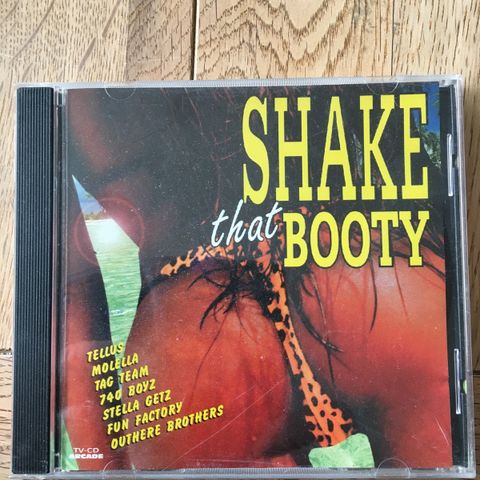 SHAKE
that BOOTY
TELLUS
MOLELLA
TAG TEAM
740 BOYZ
STELLA GETZ
FUN FACTORY
OUTHERE BROTHERS
TV-CD
ARCADE